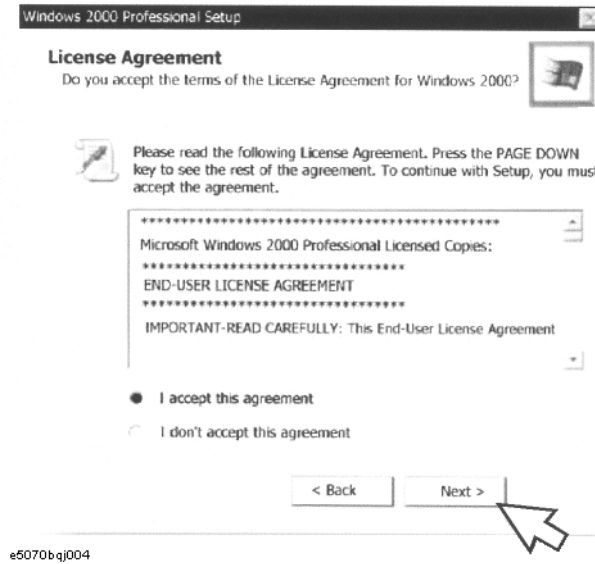 Windows 2000 Professional Setup
License Agreement
Do you accept the terms of the License Agreement for Windows 2000?
Please read the following License Agreement. Press the PAGE DOWN
key to see the rest of the agreement. To continue with Setup, you must
accept the agreement.
*********************************************
Microsoft Windows 2000 Professional Licensed Copies:
*********************************
END-USER LICENSE AGREEMENT
*********************************
IMPORTANT-READ CAREFULLY: This End-User License Agreement
I accept this agreement
I don't accept this agreement
< Back Next >
e5070bqj004